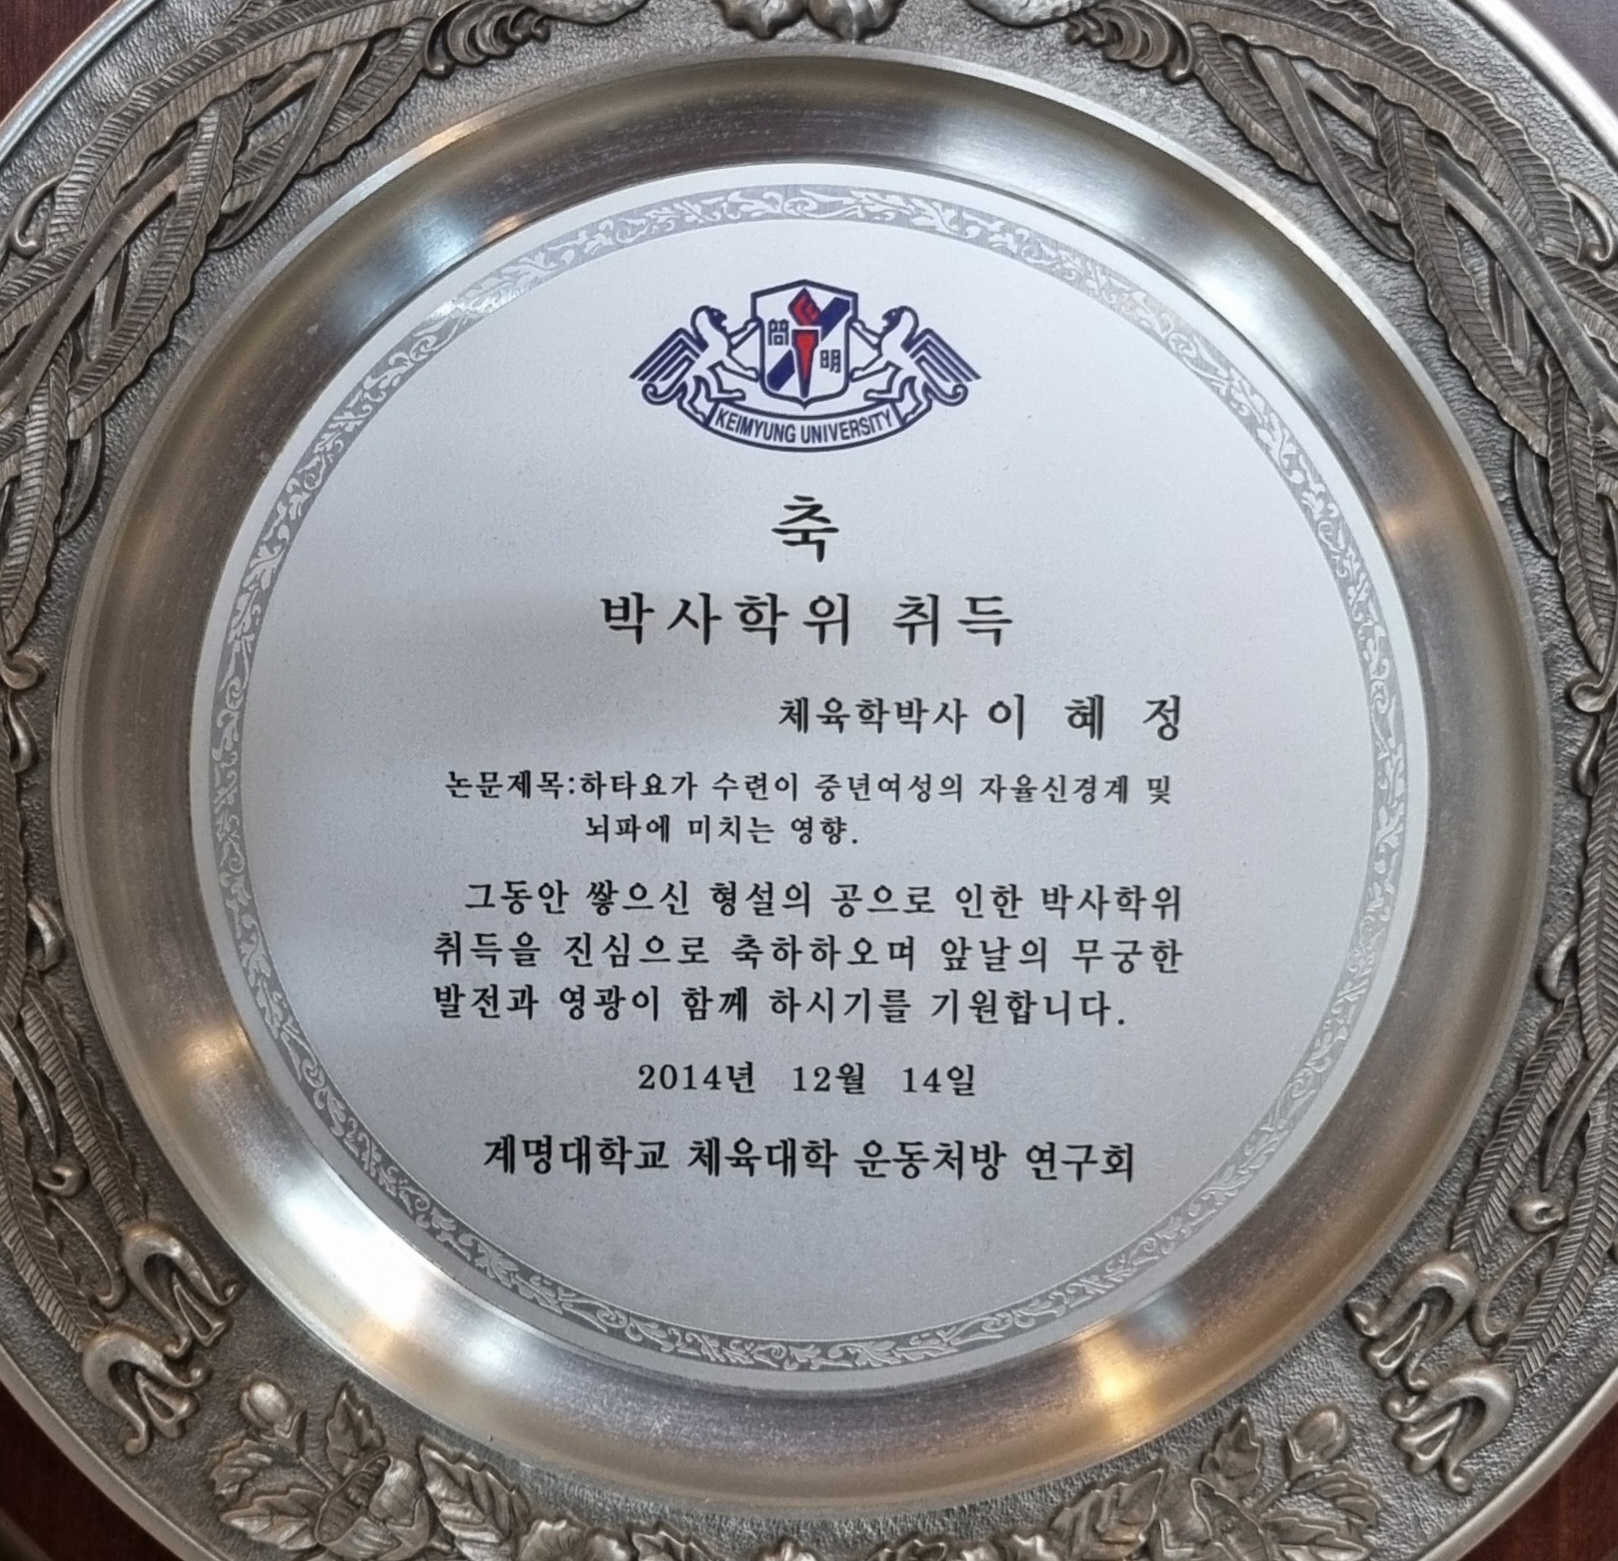 問
明
KEIMYUNG UNIVERSITY
축
박사학위 취득
체육학박사 이 혜 정
논문제목:하타요가 수련이 중년여성의 자율신경계 및
뇌파에 미치는 영향.
그동안 쌓으신 형설의 공으로 인한 박사학위
취득을 진심으로 축하하오며 앞날의 무궁한
발전과 영광이 함께 하시기를 기원합니다.
2014년 12월 14일
계명대학교 체육대학 운동처방 연구회